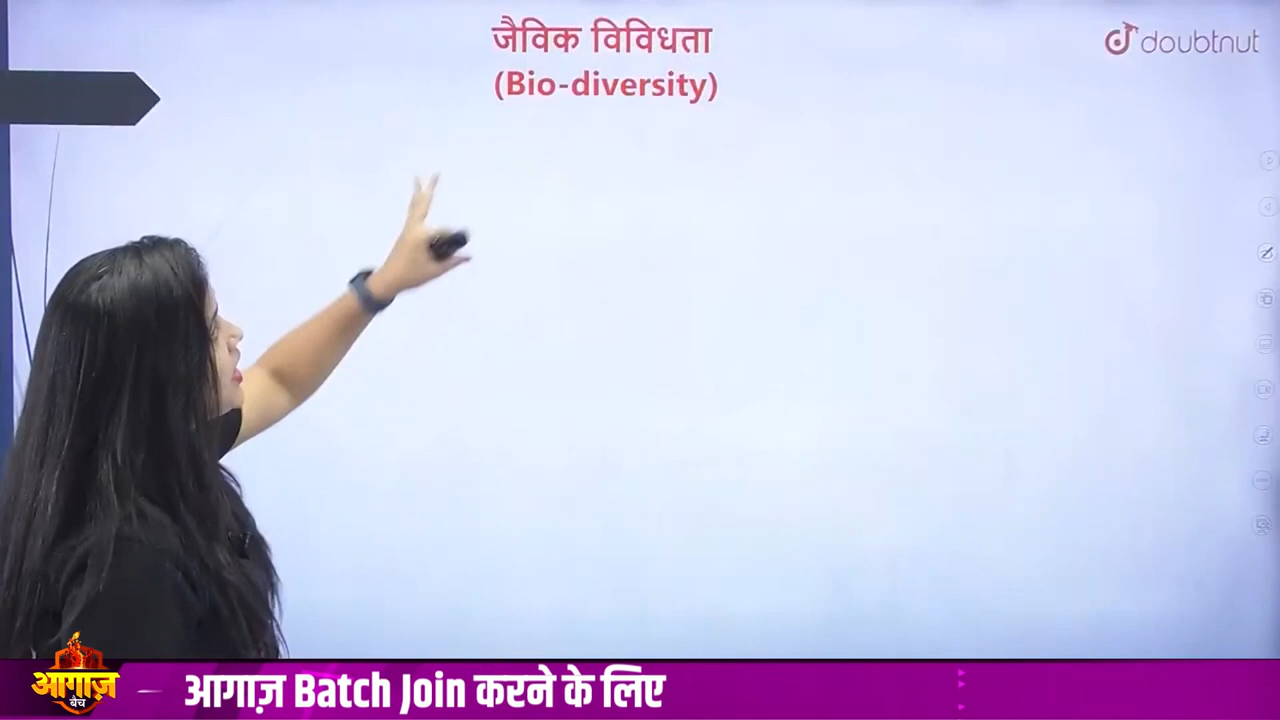 जैविक विविधता
(Bio-diversity)
doubtnut
आगाज़
बैच
आगाज़ Batch Join करने के लिए